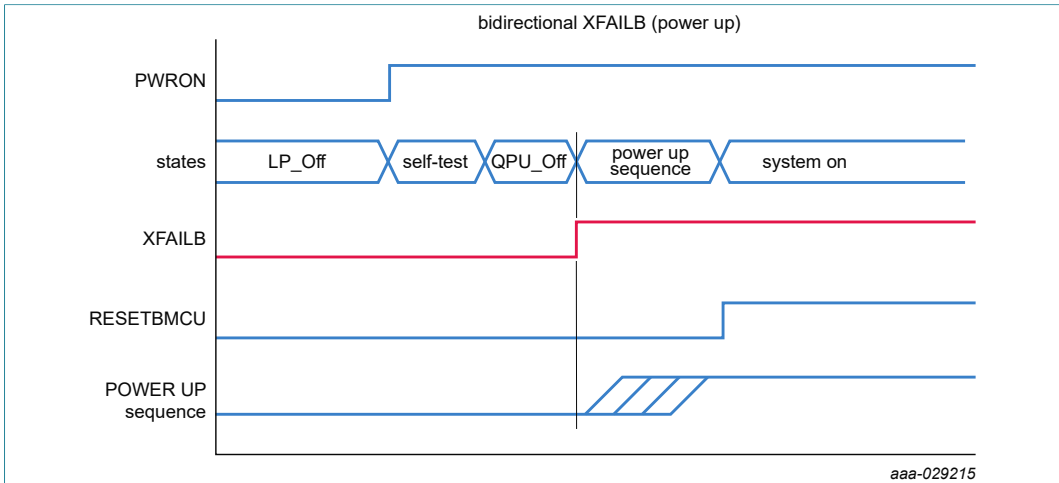 bidirectional XFAILB (power up)
PWRON
states
LP_Off
self-test
QPU_Off
power up
sequence
system on
XFAILB
RESETBMCU
POWER UP
sequence
aaa-029215